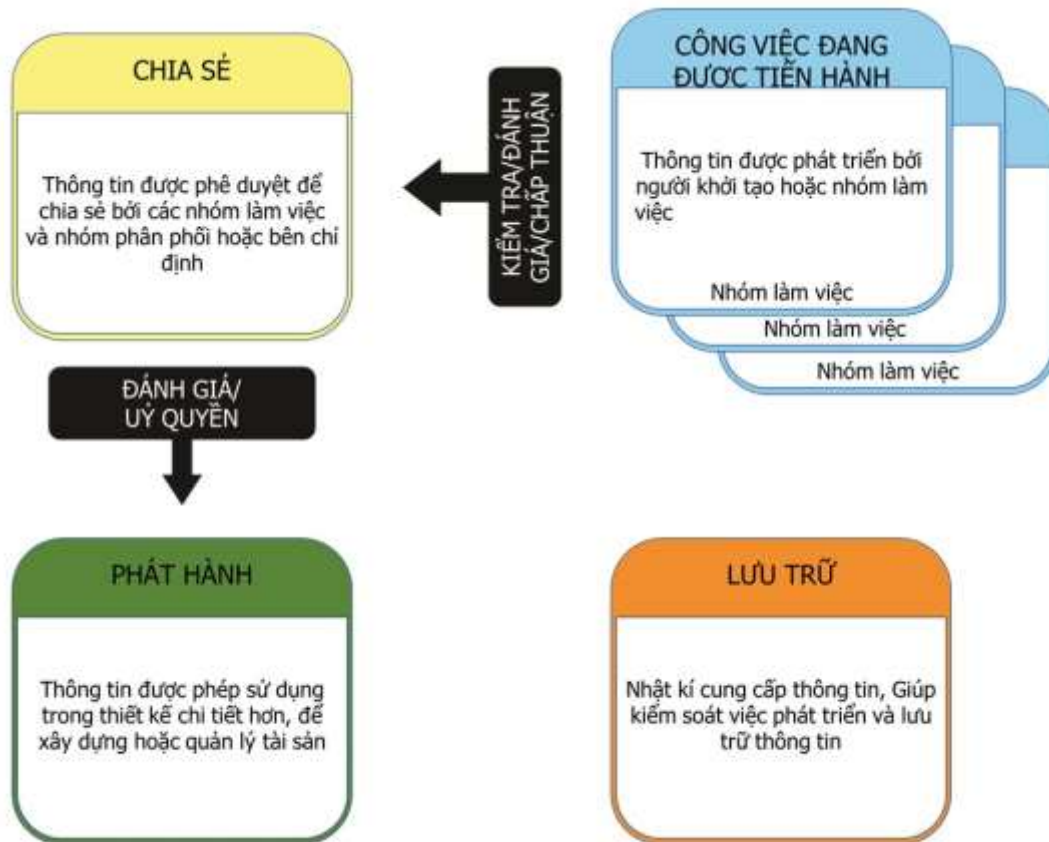 CHIA SẺ
Thông tin được phê duyệt để
chia sẻ bởi các nhóm làm việc
và nhóm phân phối hoặc bên chỉ
định
KIỂM TRA/ĐÁNH
GIÁ/CHẤP THUẬN
CÔNG VIỆC ĐANG
ĐƯỢC TIẾN HÀNH
Thông tin được phát triển bởi
người khởi tạo hoặc nhóm làm
việc
Nhóm làm việc
Nhóm làm việc
Nhóm làm việc
ĐÁNH GIÁ/
UỶ QUYỀN
PHÁT HÀNH
Thông tin được phép sử dụng
trong thiết kế chi tiết hơn, để
xây dựng hoặc quản lý tài sản
LƯU TRỮ
Nhật kí cung cấp thông tin, Giúp
kiểm soát việc phát triển và lưu
trữ thông tin